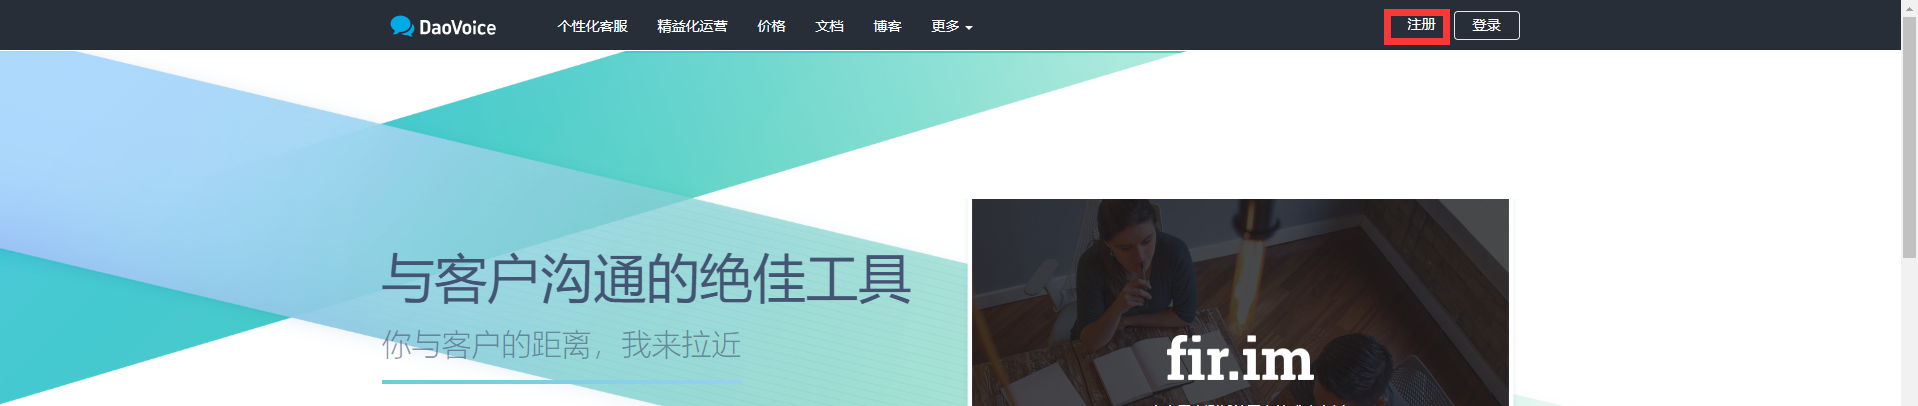 DaoVoice 个性化客服 精益化运营 价格 文档 博客 更多 注册 登录
与客户沟通的绝佳工具
你与客户的距离，我来拉近
fir.im